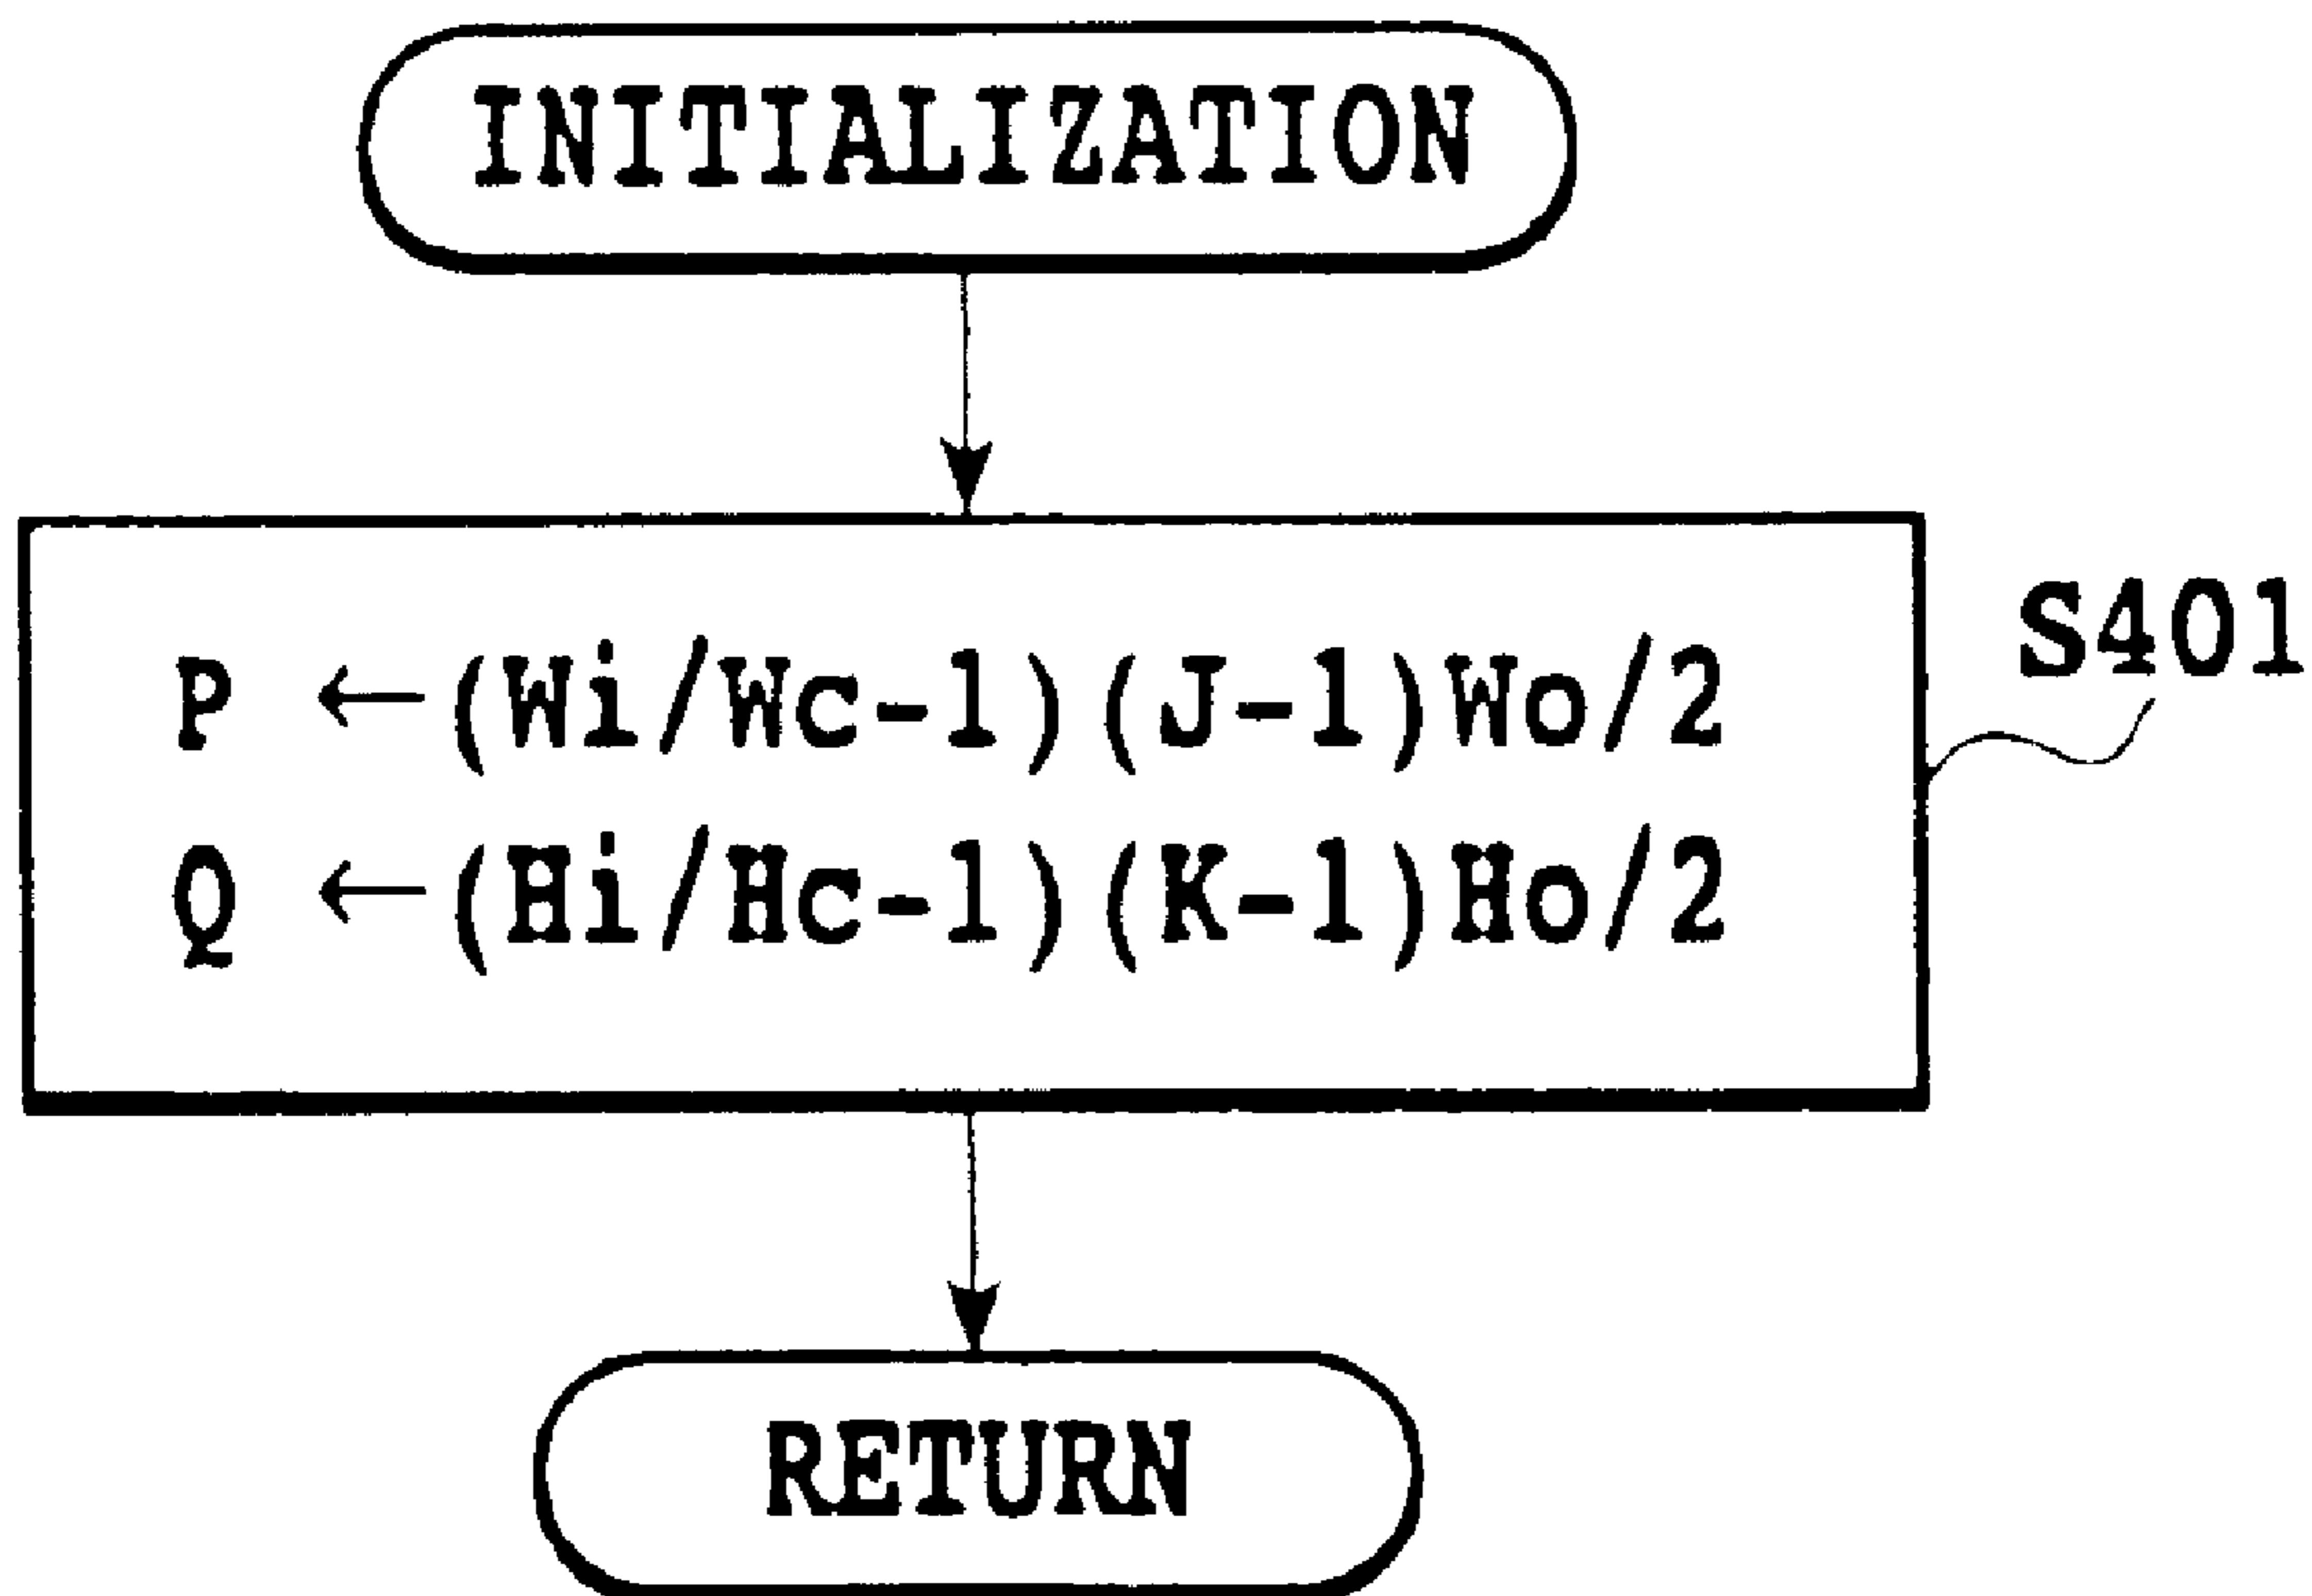 INITIALIZATION
S401
P ←(Wi/Wc-1)(J-1)Wo/2
Q ←(Hi/Hc-1)(K-1)Ho/2
RETURN